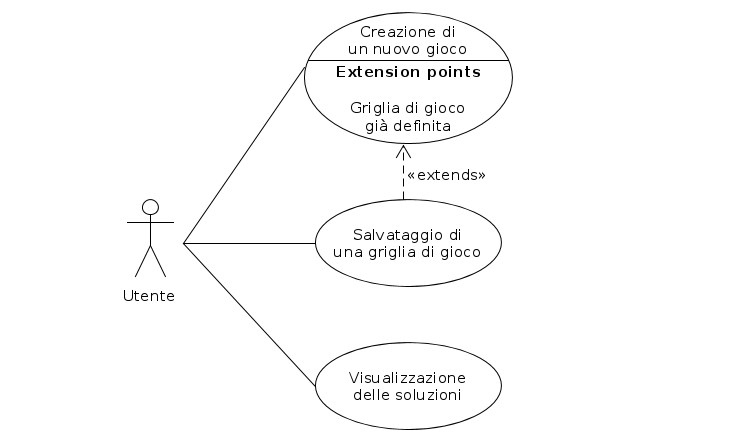 Creazione di
un nuovo gioco
Extension points
Griglia di gioco
già definita
«extends»
Salvataggio di
una griglia di gioco
Utente
Visualizzazione
delle soluzioni